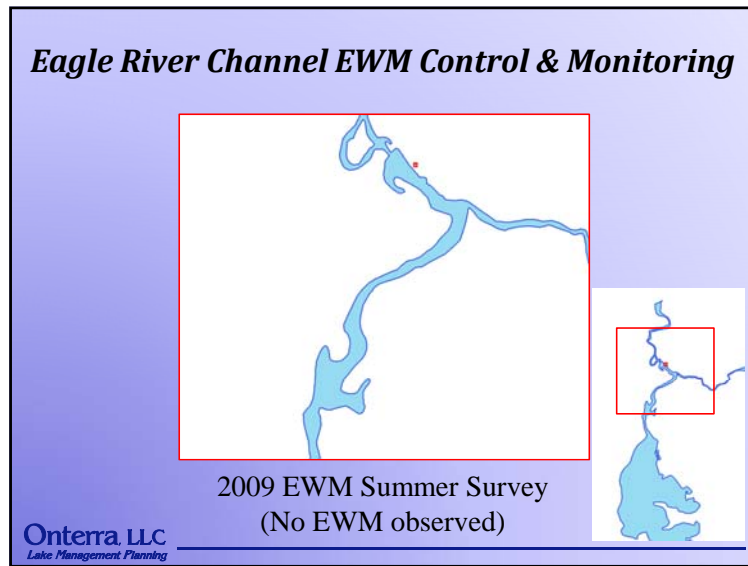 Eagle River Channel EWM Control & Monitoring
2009 EWM Summer Survey
(No EWM observed)
Onterra, LLC
Lake Management Planning